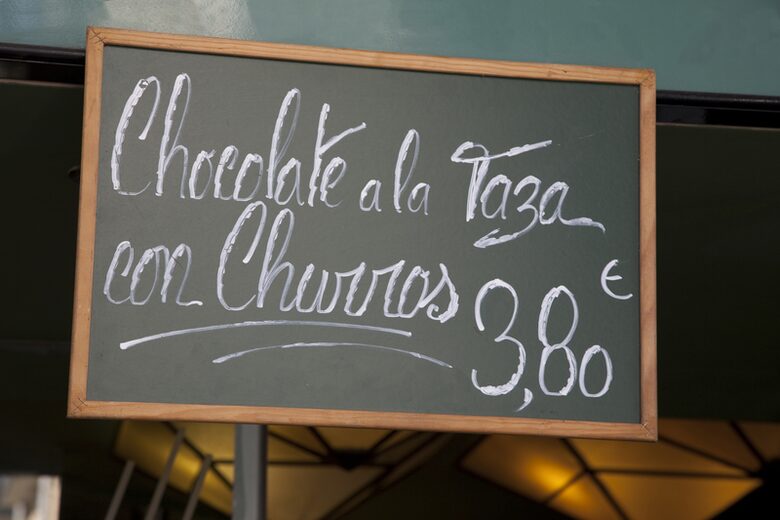 Chocolate a la Taza
con Churros 3,80 €